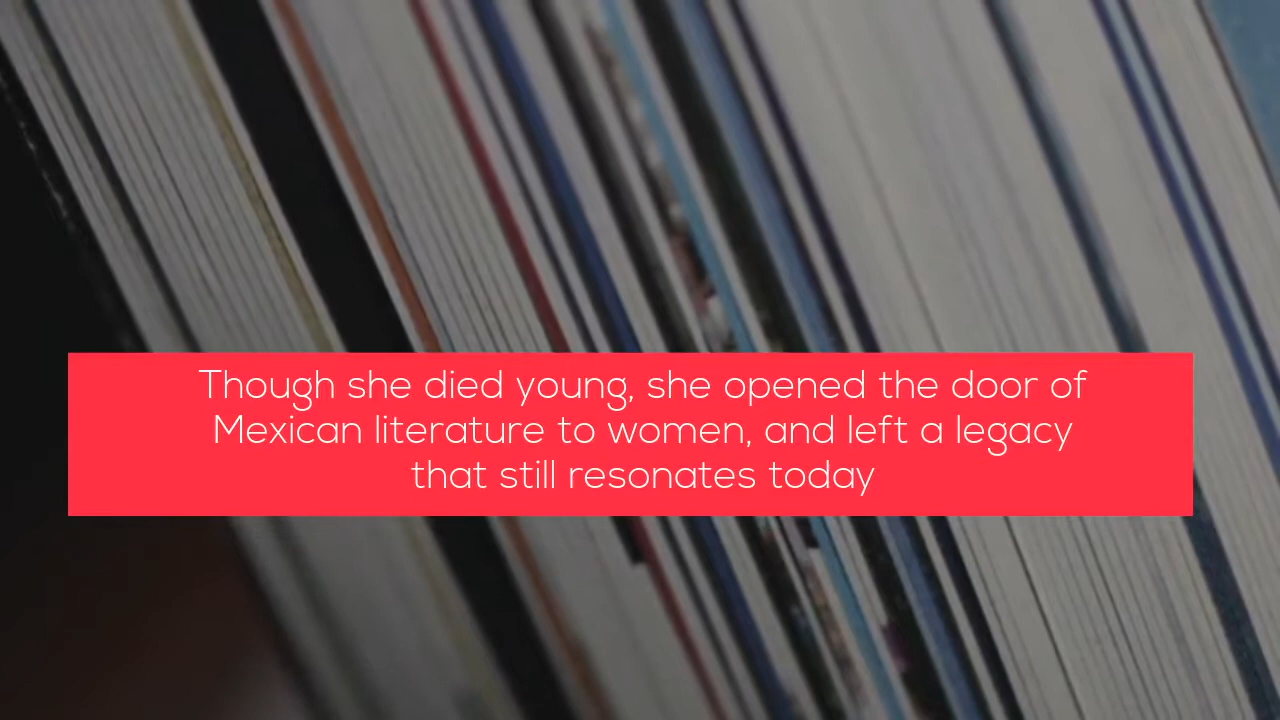 Though she died young, she opened the door of
Mexican literature to women, and left a legacy
that still resonates today